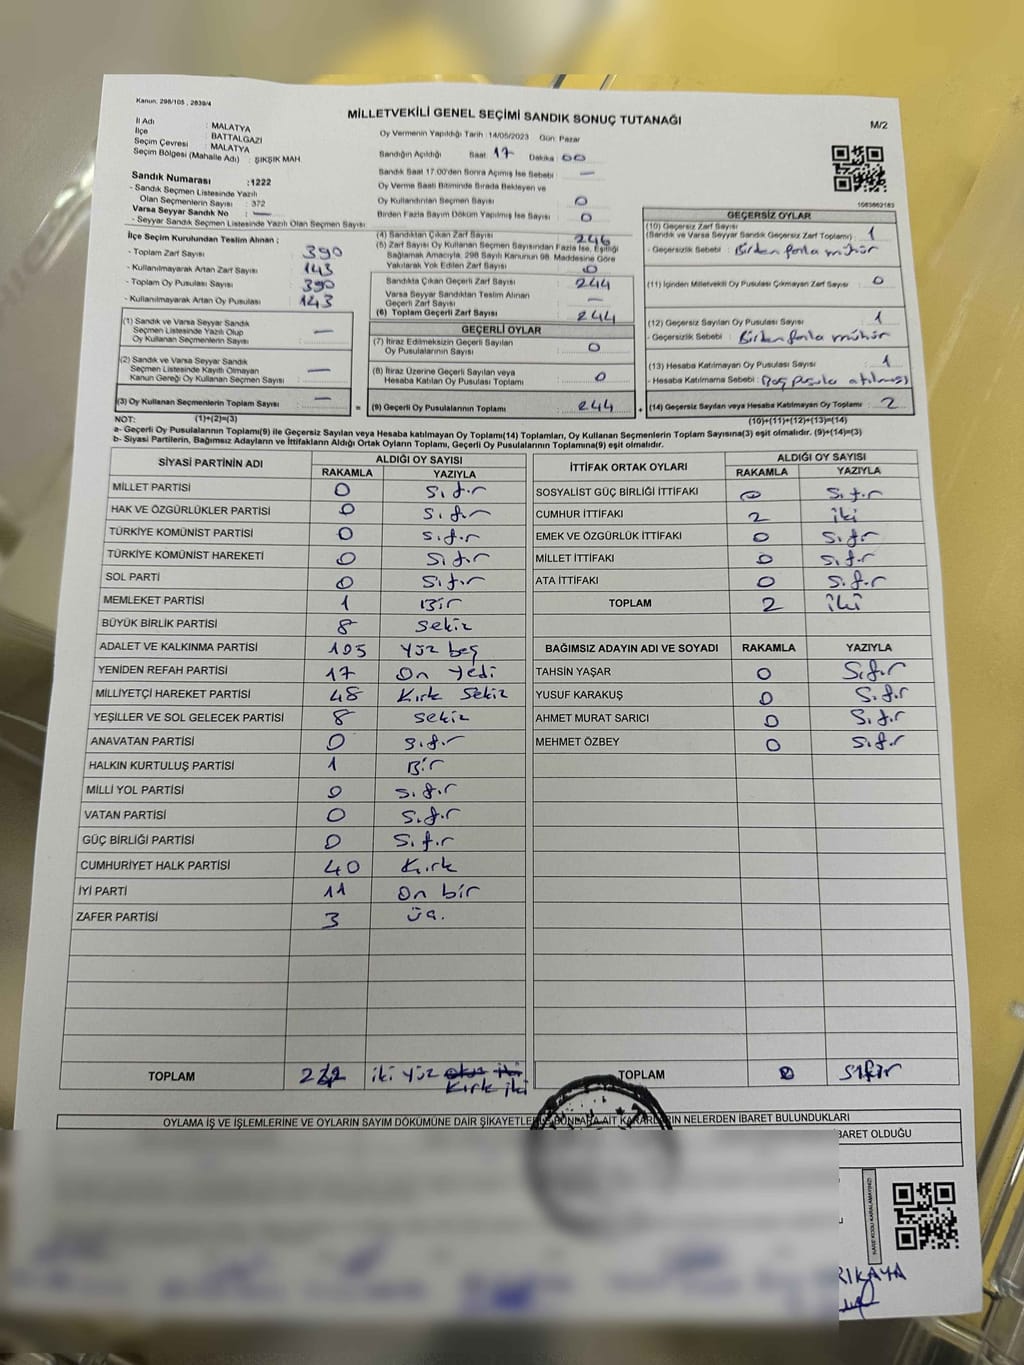 Kanun: 298/105 , 2839/4
MİLLETVEKİLİ GENEL SEÇİMİ SANDIK SONUÇ TUTANAĞI
M/2
İl Adı : MALATYA
İlçe : BATTALGAZİ
Seçim Çevresi : MALATYA
Seçim Bölgesi (Mahalle Adı) : ŞIKŞIK MAH.
Sandık Numarası :1222
- Sandık Seçmen Listesinde Yazılı
Olan Seçmenlerin Sayısı : 372
Varsa Seyyar Sandık No : —
- Seyyar Sandık Seçmen Listesinde Yazılı Olan Seçmen Sayısı:
Oy Vermenin Yapıldığı Tarih :14/05/2023 Gün: Pazar
Sandığın Açıldığı Saat 17 Dakika 00
Sandık Saat 17.00'den Sonra Açılmış İse Sebebi : —
Oy Verme Saati Bitiminde Sırada Bekleyen ve
Oy Kullandırılan Seçmen Sayısı : 0
Birden Fazla Sayım Döküm Yapılmış İse Sayısı : 0
1083862183
İlçe Seçim Kurulundan Teslim Alınan ;
- Toplam Zarf Sayısı : 390
- Kullanılmayarak Artan Zarf Sayısı : 143
- Toplam Oy Pusulası Sayısı : 390
- Kullanılmayarak Artan Oy Pusulası : 143
(1) Sandık ve Varsa Seyyar Sandık
Seçmen Listesinde Yazılı Olup
Oy Kullanan Seçmen Sayısı : —
(2) Sandık ve Varsa Seyyar Sandık
Seçmen Listesinde Kayıtlı Olmayan
Kanun Gereği Oy Kullanan Seçmen Sayısı : —
(3) Oy Kullanan Seçmenlerin Toplam Sayısı : —
(4) Sandıktan Çıkan Zarf Sayısı : 246
(5) Zarf Sayısı Oy Kullanan Seçmen Sayısından Fazla İse, Eşitliği
Sağlamak Amacıyla, 298 Sayılı Kanunun 98. Maddesine Göre
Yakılarak Yok Edilen Zarf Sayısı : 0
Sandıkta Çıkan Geçerli Zarf Sayısı : 244
Varsa Seyyar Sandıktan Teslim Alınan
Geçerli Zarf Sayısı : —
(6) Toplam Geçerli Zarf Sayısı : 244
GEÇERLİ OYLAR
(7) İtiraz Edilmeksizin Geçerli Sayılan
Oy Pusulalarının Sayısı : 0
(8) İtiraz Üzerine Geçerli Sayılan veya
Hesaba Katılan Oy Pusulası Toplamı : 0
= (9) Geçerli Oy Pusulalarının Toplamı : 244 +
GEÇERSİZ OYLAR
(10) Geçersiz Zarf Sayısı
(Sandık ve Varsa Seyyar Sandık Geçersiz Zarf Toplamı) : 1
- Geçersizlik Sebebi : Birden fazla mühür
(11) İçinden Milletvekili Oy Pusulası Çıkmayan Zarf Sayısı : 0
(12) Geçersiz Sayılan Oy Pusulası Sayısı : 1
- Geçersizlik Sebebi : Birden fazla mühür
(13) Hesaba Katılmayan Oy Pusulası Sayısı : 1
- Hesaba Katılmama Sebebi : Boş pusula atılması
(14) Geçersiz Sayılan veya Hesaba Katılmayan Oy Toplamı : 2
NOT: (1)+(2)=(3) (10)+(11)+(12)+(13)=(14)
a- Geçerli Oy Pusulalarının Toplamı(9) ile Geçersiz Sayılan veya Hesaba Katılmayan Oy Toplamı(14) Toplamları, Oy Kullanan Seçmenlerin Toplam Sayısına(3) eşit olmalıdır. (9)+(14)=(3)
b- Siyasi Partilerin, Bağımsız Adayların ve İttifakların Aldığı Ortak Oyların Toplamı, Geçerli Oy Pusulalarının Toplamına(9) eşit olmalıdır.
SİYASİ PARTİNİN ADI ALDIĞI OY SAYISI
RAKAMLA YAZIYLA
MİLLET PARTİSİ 0 Sıfır
HAK VE ÖZGÜRLÜKLER PARTİSİ 0 Sıfır
TÜRKİYE KOMÜNİST PARTİSİ 0 Sıfır
TÜRKİYE KOMÜNİST HAREKETİ 0 Sıfır
SOL PARTİ 0 Sıfır
MEMLEKET PARTİSİ 1 Bir
BÜYÜK BİRLİK PARTİSİ 8 sekiz
ADALET VE KALKINMA PARTİSİ 105 Yüz beş
YENİDEN REFAH PARTİSİ 17 On yedi
MİLLİYETÇİ HAREKET PARTİSİ 48 Kırk Sekiz
YEŞİLLER VE SOL GELECEK PARTİSİ 8 sekiz
ANAVATAN PARTİSİ 0 Sıfır
HALKIN KURTULUŞ PARTİSİ 1 Bir
MİLLİ YOL PARTİSİ 0 Sıfır
VATAN PARTİSİ 0 Sıfır
GÜÇ BİRLİĞİ PARTİSİ 0 Sıfır
CUMHURİYET HALK PARTİSİ 40 Kırk
İYİ PARTİ 11 On bir
ZAFER PARTİSİ 3 Üç.
TOPLAM 242 iki yüz
kırk iki
İTTİFAK ORTAK OYLARI ALDIĞI OY SAYISI
RAKAMLA YAZIYLA
SOSYALİST GÜÇ BİRLİĞİ İTTİFAKI 0 Sıfır
CUMHUR İTTİFAKI 2 iki
EMEK VE ÖZGÜRLÜK İTTİFAKI 0 Sıfır
MİLLET İTTİFAKI 0 Sıfır
ATA İTTİFAKI 0 Sıfır
TOPLAM 2 iki
BAĞIMSIZ ADAYIN ADI VE SOYADI RAKAMLA YAZIYLA
TAHSİN YAŞAR 0 Sıfır
YUSUF KARAKUŞ 0 Sıfır
AHMET MURAT SARICI 0 Sıfır
MEHMET ÖZBEY 0 Sıfır
TOPLAM 0 sıfır
OYLAMA İŞ VE İŞLEMLERİNE VE OYLARIN SAYIM DÖKÜMÜNE DAİR ŞİKAYETLERLE BUNLARA AİT KARARLARIN NELERDEN İBARET BULUNDUKLARI
BARET OLDUĞU
KARE KODU KARALAMAYINIZ!
RIKAYA